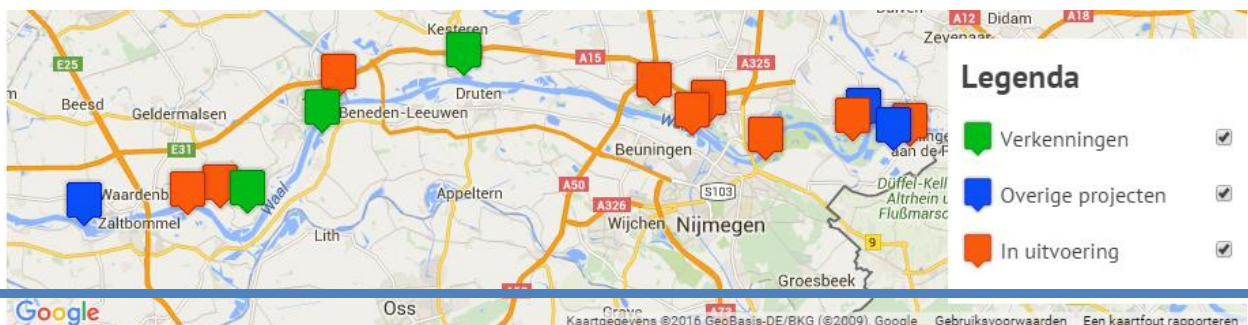 A12 Didam A18
Kesteren
Zevenaar
E25
A15
A325
Beesd
Druten
Geldermalsen
Beneden-Leeuwen
E31
Beuningen
Waardenb
Waal
Appeltern
A50
S103
Düffel-Kell
Altrhein u
Flußmarsc
Zaltbommel
A326
Lith
Wijchen
Nijmegen
9
Groesbeek
Oss
A73
Legenda
Verkenningen
Overige projecten
In uitvoering
Google
Kaartgegevens ©2016 GeoBasis-DE/BKG (©2009), Google Gebruiksvoorwaarden Een kaartfout rapporteren